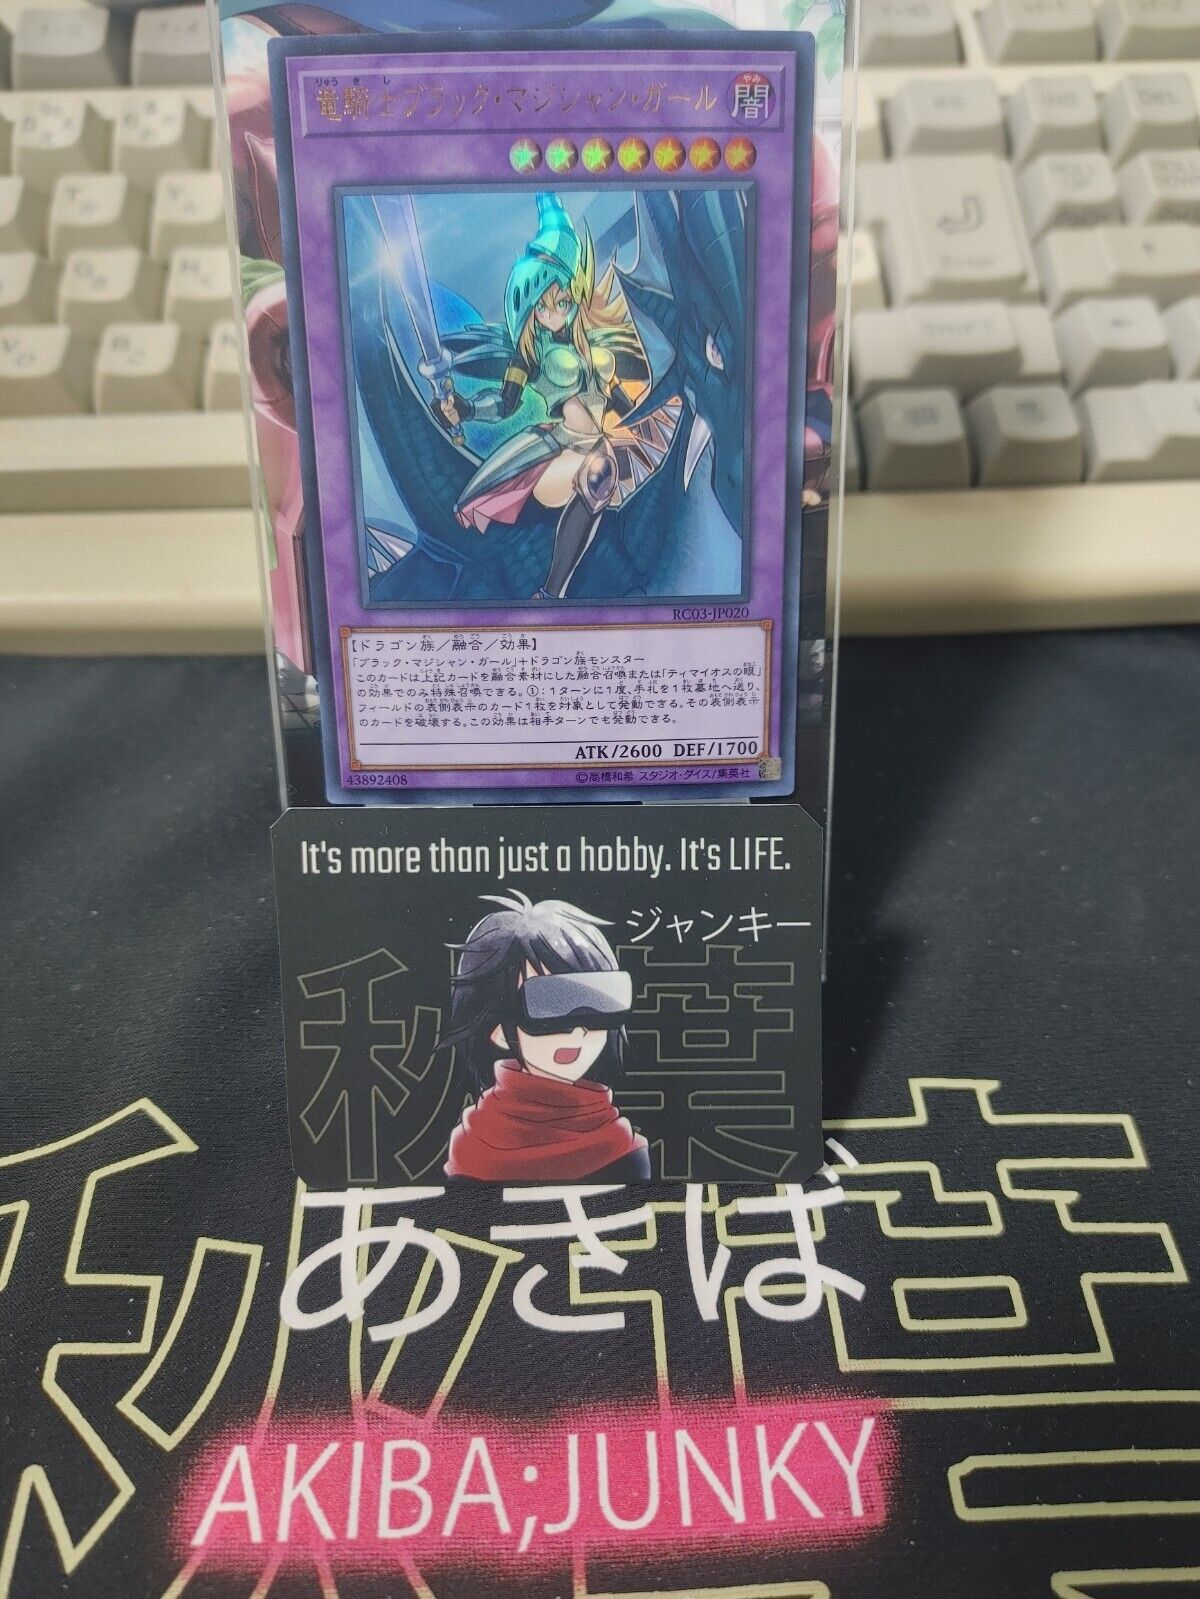 りゅう き し
竜騎士ブラック・マジシャン・ガール
やみ
闇
RC03-JP020
【ドラゴン族／融合／効果】
「ブラック・マジシャン・ガール」＋ドラゴン族モンスター
このカードは上記カードを融合素材にした融合召喚または「ティマイオスの眼」
の効果でのみ特殊召喚できる。①：1ターンに1度、手札を1枚墓地へ送り、
フィールドの表側表示のカード1枚を対象として発動できる。その表側表示
のカードを破壊する。この効果は相手ターンでも発動できる。
ATK/2600 DEF/1700
43892408
©高橋和希 スタジオ・ダイス/集英社
It's more than just a hobby. It's LIFE.
ジャンキー
秋葉
あきば
AKIBA;JUNKY